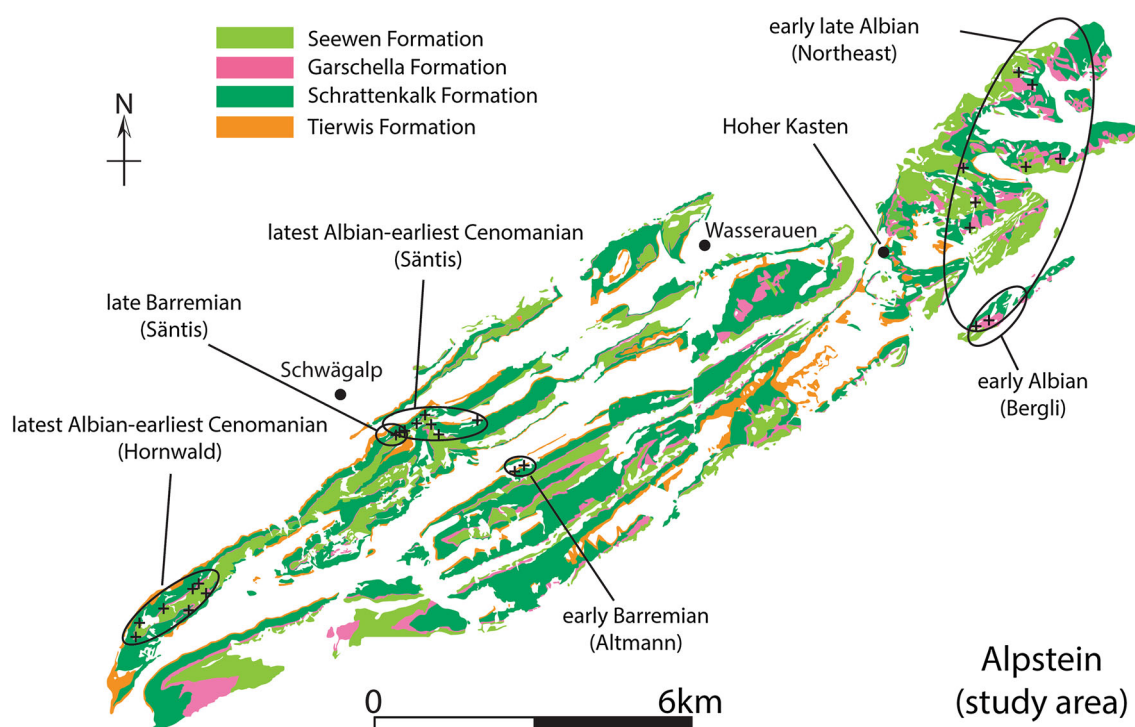 Seewen Formation
Garschella Formation
Schrattenkalk Formation
Tierwis Formation
early late Albian
(Northeast)
N
Hoher Kasten
Wasserauen
latest Albian-earliest Cenomanian
(Säntis)
late Barremian
(Säntis)
Schwägalp
early Albian
(Bergli)
latest Albian-earliest Cenomanian
(Hornwald)
early Barremian
(Altmann)
Alpstein
(study area)
0
6km